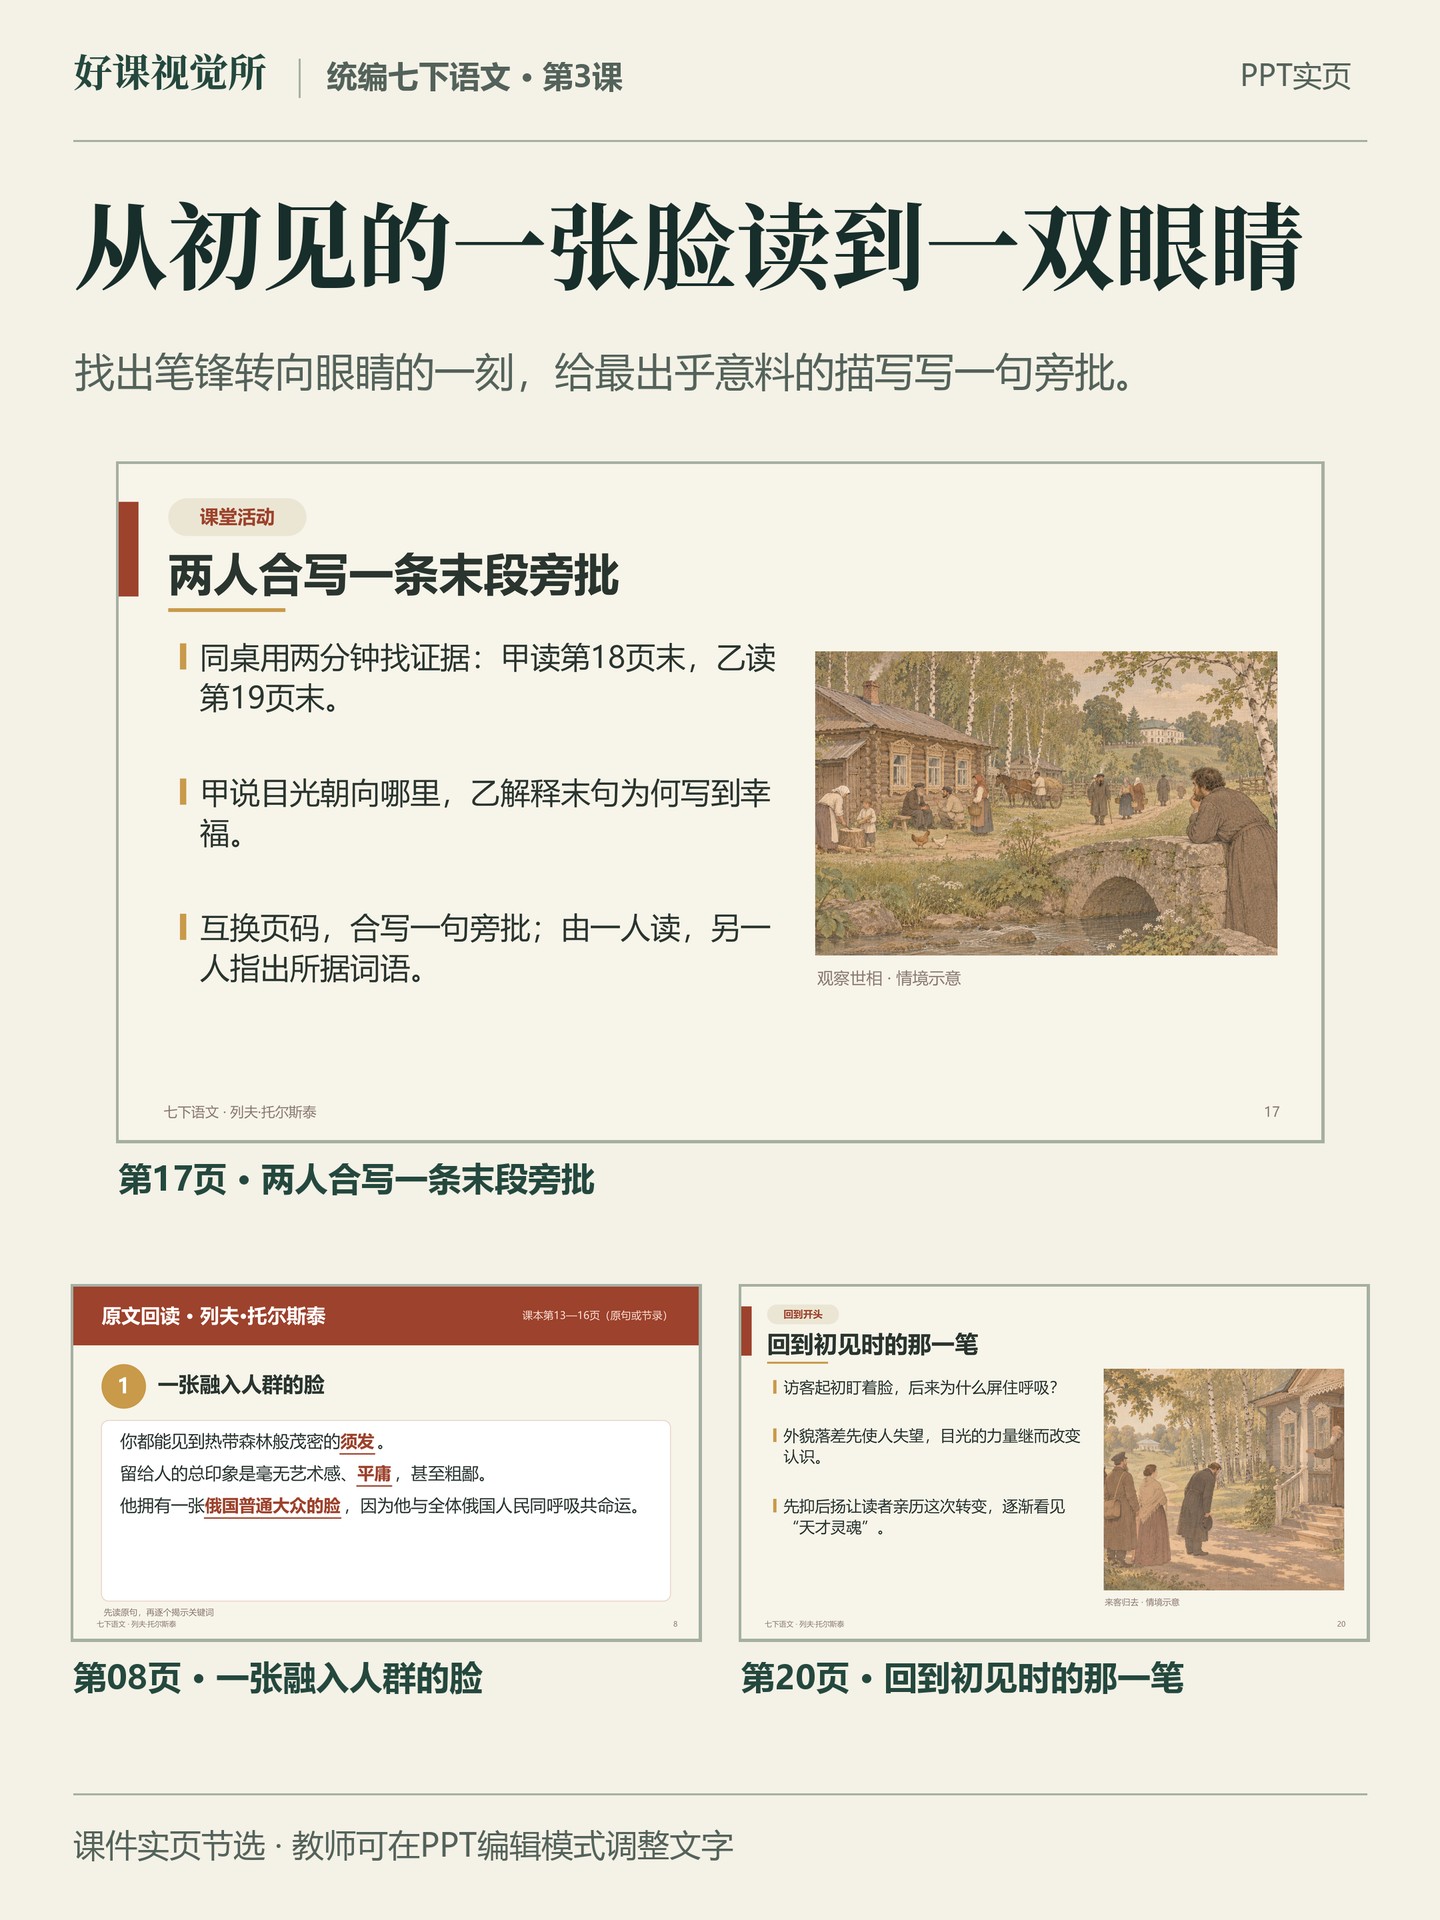 好课视觉所
统编七下语文·第3课
PPT实页
从初见的一张脸读到一双眼睛
找出笔锋转向眼睛的一刻，给最出乎意料的描写写一句旁批。
课堂活动
两人合写一条末段旁批
同桌用两分钟找证据：甲读第18页末，乙读
第19页末。
甲说目光朝向哪里，乙解释末句为何写到幸
福。
互换页码，合写一句旁批；由一人读，另一
人指出所据词语。
观察世相·情境示意
七下语文·列夫·托尔斯泰
17
第17页·两人合写一条末段旁批
原文回读·列夫·托尔斯泰
课本第13—16页（原句或节录）
1
一张融入人群的脸
你都能见到热带森林般茂密的须发。
留给人的总印象是毫无艺术感、平庸，甚至粗鄙。
他拥有一张俄国普通大众的脸，因为他与全体俄国人民同呼吸共命运。
先读原句，再逐个揭示关键词
七下语文·列夫·托尔斯泰
8
第08页·一张融入人群的脸
回到开头
回到初见时的那一笔
访客起初盯着脸，后来为什么屏住呼吸？
外貌落差先使人失望，目光的力量继而改变
认识。
先抑后扬让读者亲历这次转变，逐渐看见
“天才灵魂”。
来客归去·情境示意
七下语文·列夫·托尔斯泰
20
第20页·回到初见时的那一笔
课件实页节选·教师可在PPT编辑模式调整文字